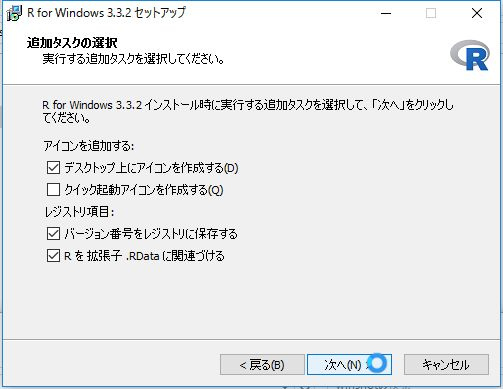 R for Windows 3.3.2 セットアップ
追加タスクの選択
実行する追加タスクを選択してください。
R
R for Windows 3.3.2 インストール時に実行する追加タスクを選択して、「次へ」をクリックし
てください。
アイコンを追加する:
デスクトップ上にアイコンを作成する(D)
クイック起動アイコンを作成する(Q)
レジストリ項目:
バージョン番号をレジストリに保存する
R を拡張子 .RData に関連づける
< 戻る(B)
次へ(N)
キャンセル